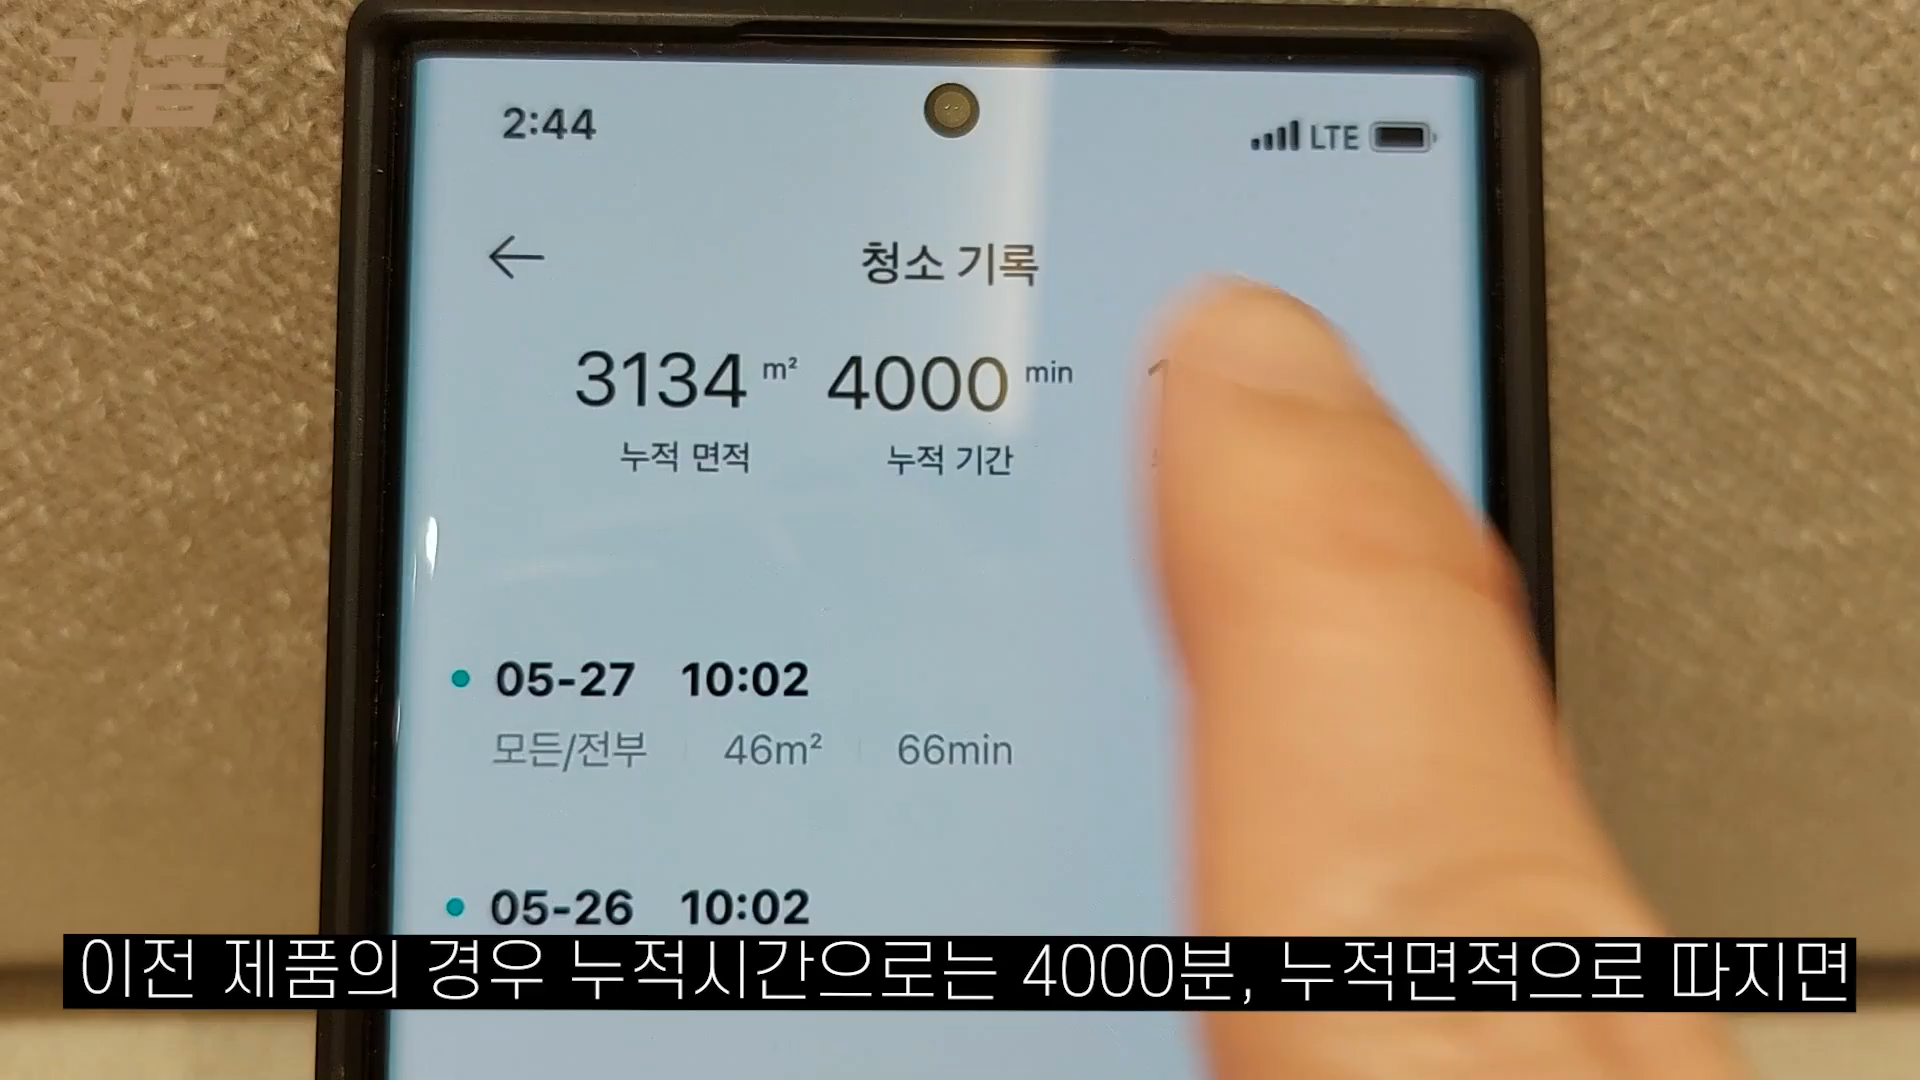 귀곰
2:44
LTE
청소 기록
3134 m² 4000 min
누적 면적 누적 기간
05-27 10:02
모든/전부 46m² 66min
05-26 10:02
이전 제품의 경우 누적시간으로는 4000분, 누적면적으로 따지면